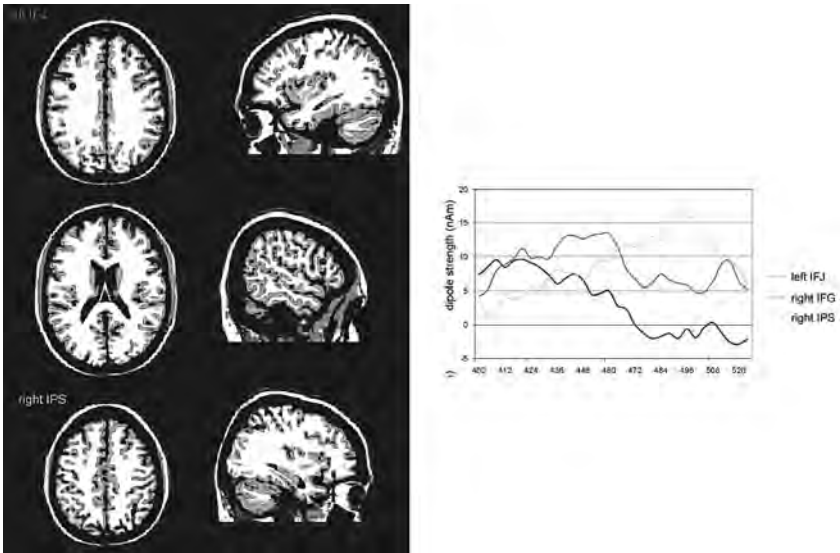 right IPS
dipole strength (nAm)
20
15
10
5
0
-5
400 412 424 436 448 460 472 484 496 508 520
left IFJ
right IFG
right IPS